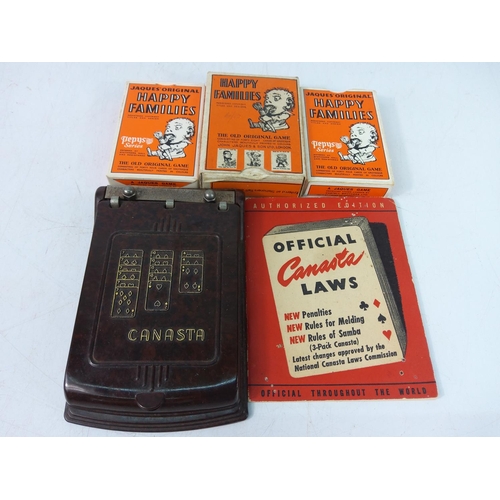 JAQUES ORIGINAL
HAPPY
FAMILIES
Pepys
Series
THE OLD ORIGINAL GAME
HAPPY
FAMILIES
THE OLD ORIGINAL GAME
JAQUES ORIGINAL
HAPPY
FAMILIES
Pepys
Series
THE OLD ORIGINAL GAME
CANASTA
AUTHORIZED EDITION
OFFICIAL
Canasta
LAWS
NEW Penalties
NEW Rules for Melding
NEW Rules of Samba
(3-Pack Canasta)
Latest changes approved by the
National Canasta Laws Commission
OFFICIAL THROUGHOUT THE WORLD